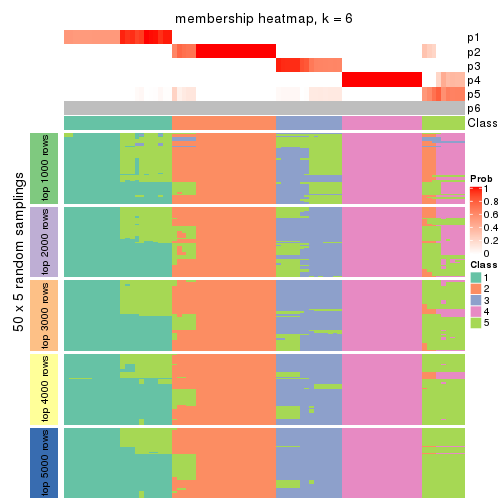 membership heatmap, k = 6
p1
p2
p3
p4
p5
p6
Class
50 x 5 random samplings
top 1000 rows
top 2000 rows
top 3000 rows
top 4000 rows
top 5000 rows
Prob
1
0.8
0.6
0.4
0.2
0
Class
1
2
3
4
5